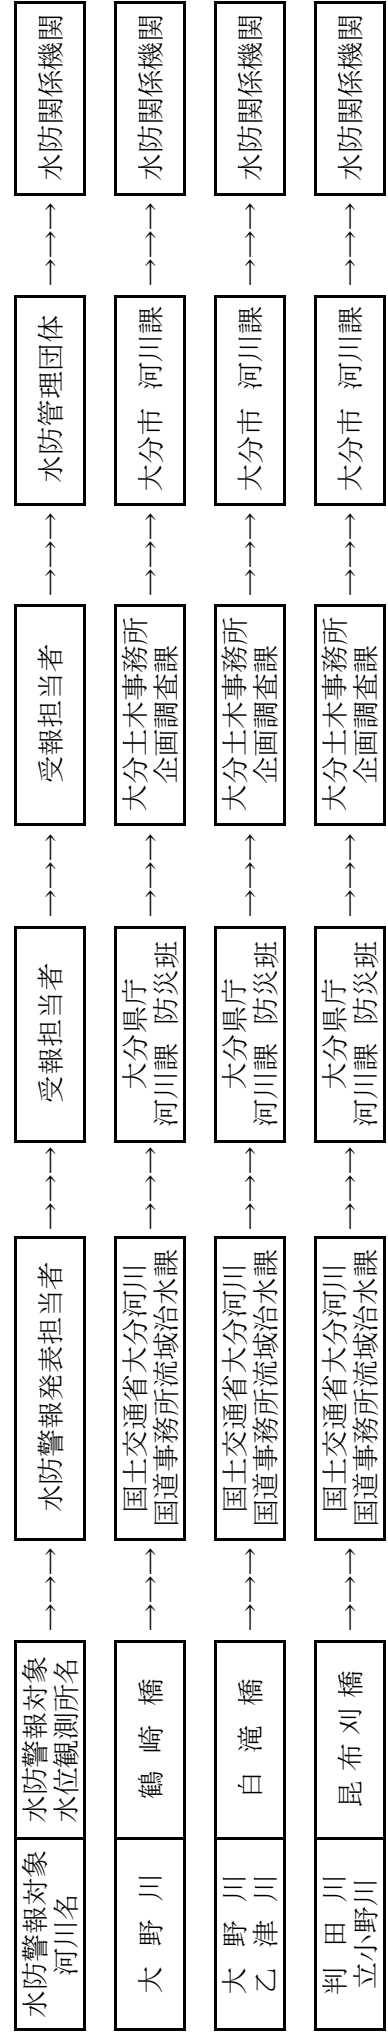 水防警報対象
河川名
水防警報対象
水位観測所名
水防警報発表担当者
受報担当者
受報担当者
水防管理団体
水防関係機関
大 野 川
鶴 崎 橋
国土交通省大分河川
国道事務所流域治水課
大分県庁
河川課 防災班
大分土木事務所
企画調査課
大分市 河川課
水防関係機関
大 野 川
乙 津 川
白 滝 橋
国土交通省大分河川
国道事務所流域治水課
大分県庁
河川課 防災班
大分土木事務所
企画調査課
大分市 河川課
水防関係機関
判 田 川
立小野川
昆 布 刈 橋
国土交通省大分河川
国道事務所流域治水課
大分県庁
河川課 防災班
大分土木事務所
企画調査課
大分市 河川課
水防関係機関